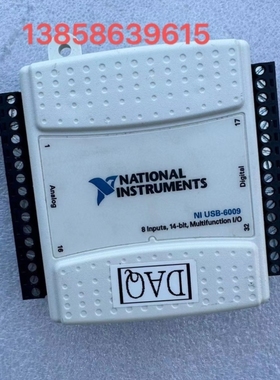 13858639615
17
1
Analog
Digital
NATIONAL
INSTRUMENTS
NI USB-6009
8 Inputs, 14-bit, Multifunction I/O
16
32
DAQ